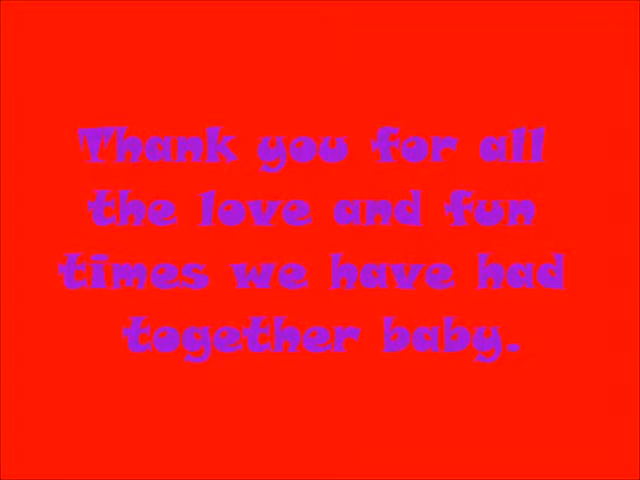 Thank you for all
the love and fun
times we have had
together baby.